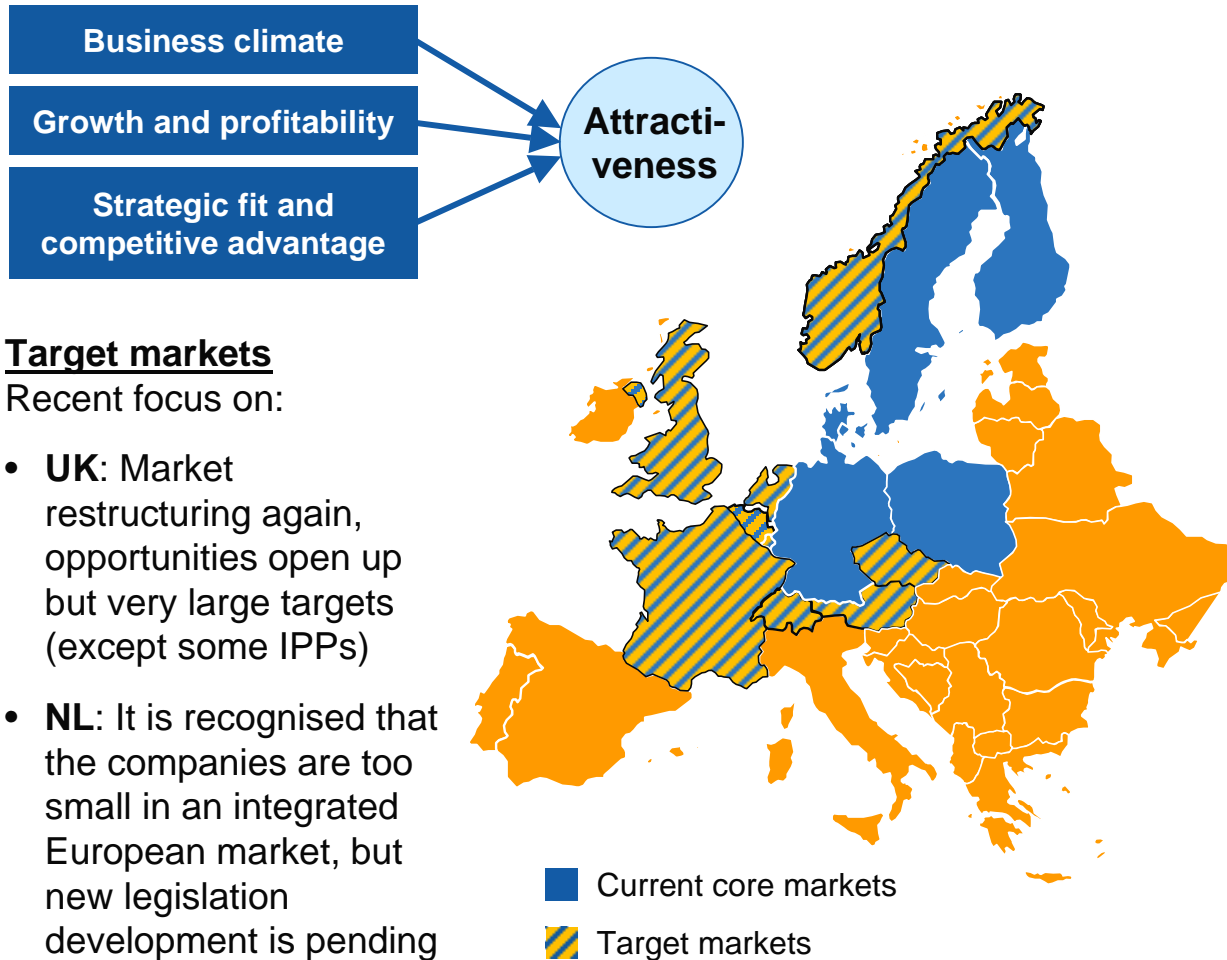 Business climate
Growth and profitability
Strategic fit and
competitive advantage
Attracti-
veness
Target markets
Recent focus on:
• UK: Market
restructuring again,
opportunities open up
but very large targets
(except some IPPs)
• NL: It is recognised that
the companies are too
small in an integrated
European market, but
new legislation
development is pending
Current core markets
Target markets